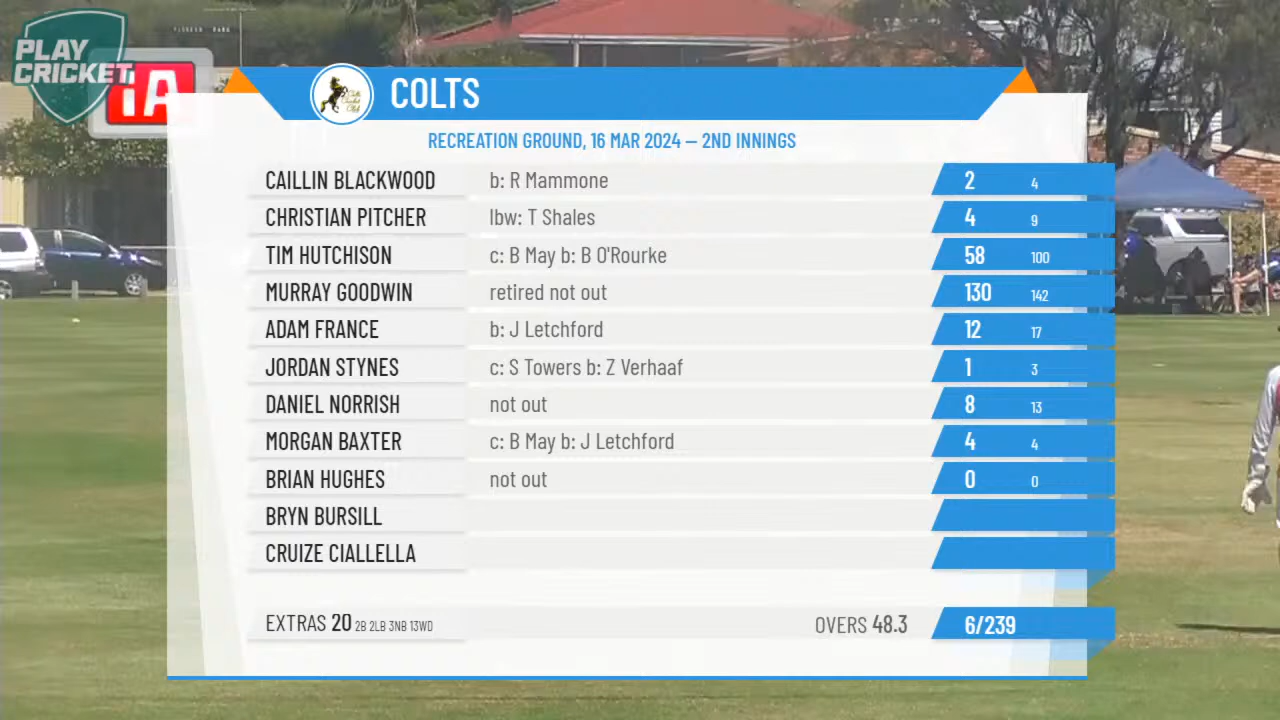 PLAY
CRICKET
iA
COLTS
RECREATION GROUND, 16 MAR 2024 – 2ND INNINGS
CAILLIN BLACKWOOD b: R Mammone 2 4
CHRISTIAN PITCHER lbw: T Shales 4 9
TIM HUTCHISON c: B May b: B O'Rourke 58 100
MURRAY GOODWIN retired not out 130 142
ADAM FRANCE b: J Letchford 12 17
JORDAN STYNES c: S Towers b: Z Verhaaf 1 3
DANIEL NORRISH not out 8 13
MORGAN BAXTER c: B May b: J Letchford 4 4
BRIAN HUGHES not out 0 0
BRYN BURSILL
CRUIZE CIALLELLA
EXTRAS 20 2B 2LB 3NB 13WD OVERS 48.3 6/239